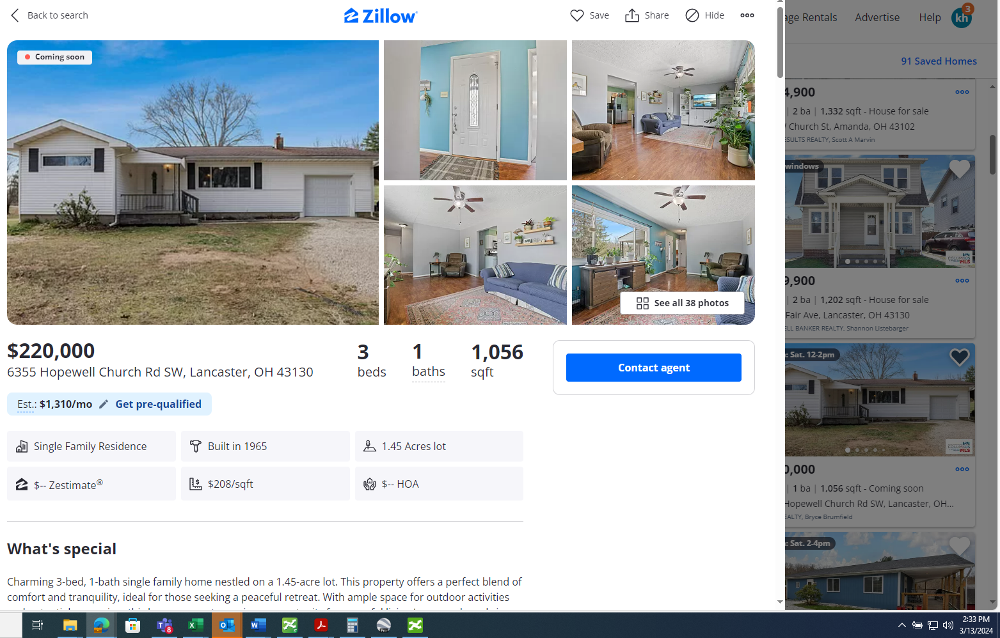 Back to search
Zillow
Save
Share
Hide
Coming soon
See all 38 photos
$220,000
6355 Hopewell Church Rd SW, Lancaster, OH 43130
3
beds
1
baths
1,056
sqft
Contact agent
Est.: $1,310/mo
Get pre-qualified
Single Family Residence
Built in 1965
1.45 Acres lot
$-- Zestimate®
$208/sqft
$-- HOA
What's special
Charming 3-bed, 1-bath single family home nestled on a 1.45-acre lot. This property offers a perfect blend of
comfort and tranquility, ideal for those seeking a peaceful retreat. With ample space for outdoor activities
age Rentals
Advertise
Help
kh
3
91 Saved Homes
4,900
| 2 ba | 1,332 sqft - House for sale
Church St, Amanda, OH 43102
ESULTS REALTY, Scott A Marvin
windows
COLUMBUS
MLS
9,900
| 2 ba | 1,202 sqft - House for sale
Fair Ave, Lancaster, OH 43130
ELL BANKER REALTY, Shannon Listebarger
: Sat. 12-2pm
COLUMBUS
MLS
0,000
| 1 ba | 1,056 sqft - Coming soon
Hopewell Church Rd SW, Lancaster, OH...
EALTY, Bryce Brumfield
: Sat. 2-4pm
8
Pro
2:33 PM
3/13/2024